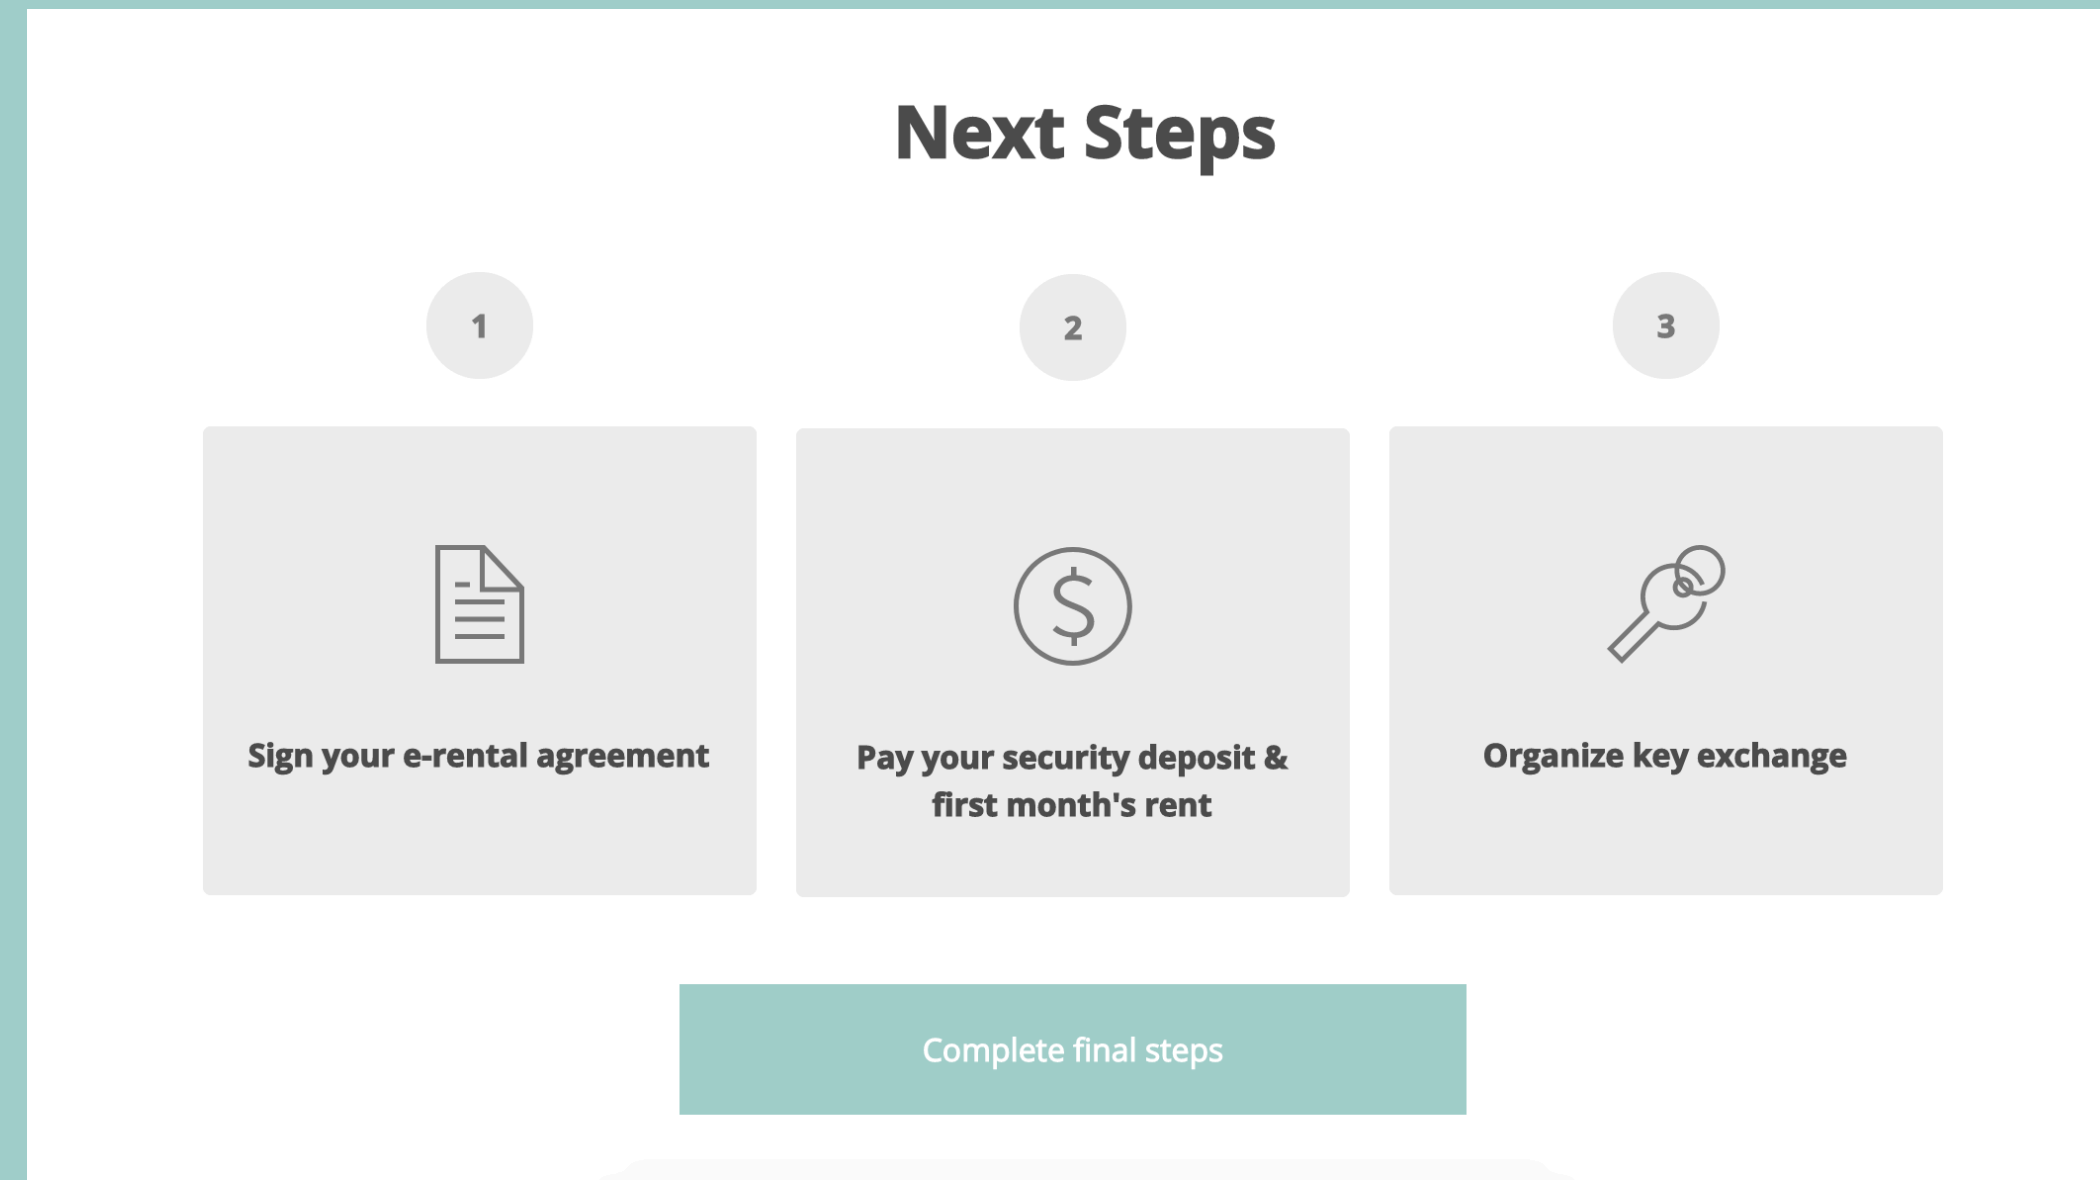 Next Steps
1
2
3
Sign your e-rental agreement
Pay your security deposit &
first month's rent
Organize key exchange
Complete final steps